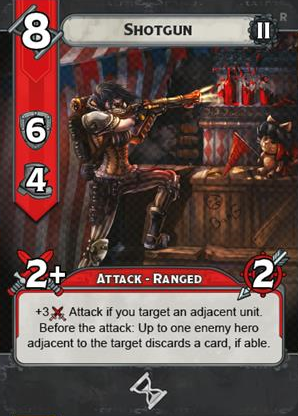 8
SHOTGUN
II
R
6
4
2+
ATTACK - RANGED
2
+3 Attack if you target an adjacent unit.
Before the attack: Up to one enemy hero
adjacent to the target discards a card, if able.